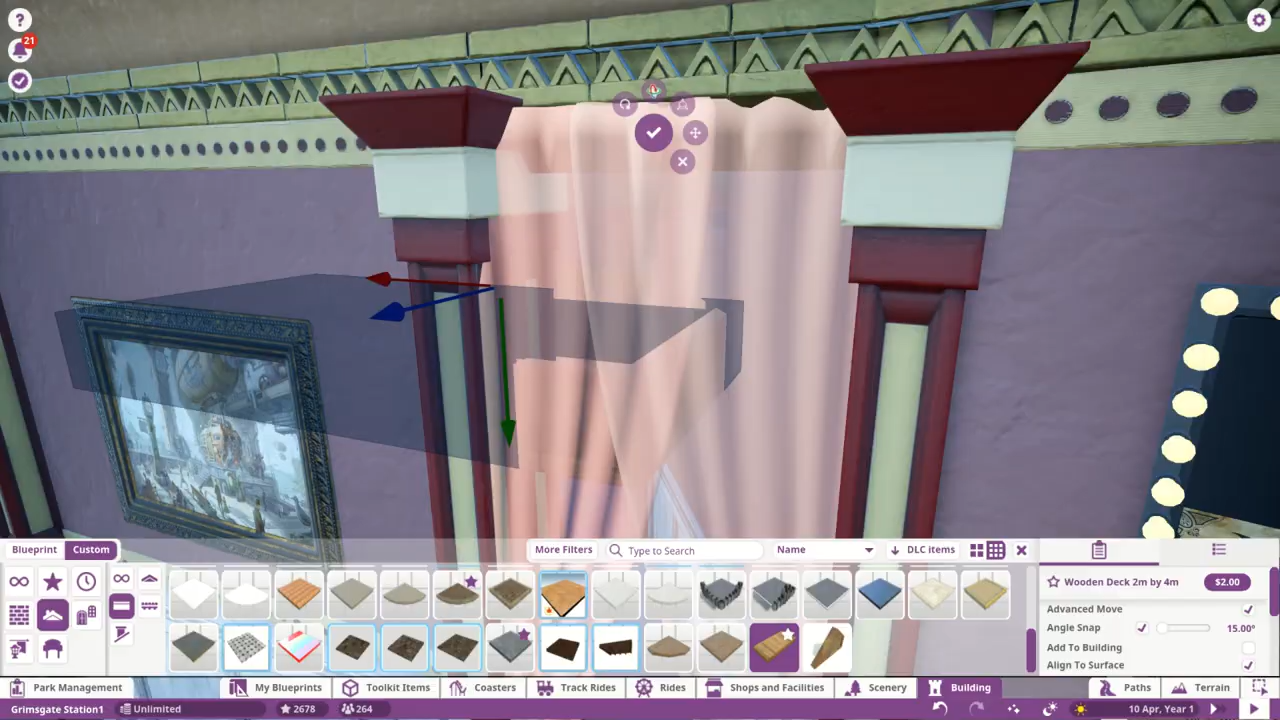 ?
21
Blueprint
Custom
More Filters
Type to Search
Name
DLC items
Wooden Deck 2m by 4m
$2.00
Advanced Move
Angle Snap
15.00°
Add To Building
Align To Surface
Park Management
My Blueprints
Toolkit Items
Coasters
Track Rides
Rides
Shops and Facilities
Scenery
Building
Paths
Terrain
Grimsgate Station1
Unlimited
2678
264
10 Apr, Year 1